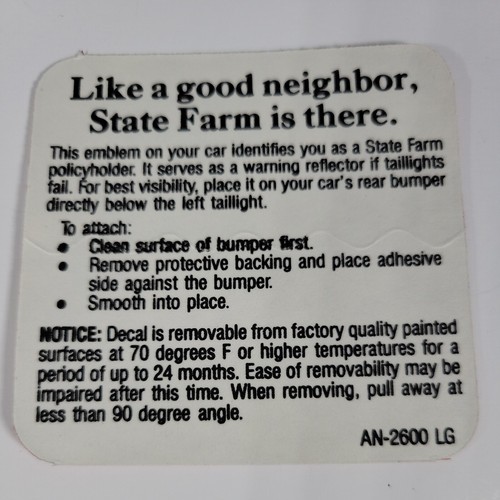 Like a good neighbor,
State Farm is there.
This emblem on your car identifies you as a State Farm
policyholder. It serves as a warning reflector if taillights
fail. For best visibility, place it on your car's rear bumper
directly below the left taillight.
To attach:
● Clean surface of bumper first.
● Remove protective backing and place adhesive
side against the bumper.
● Smooth into place.
NOTICE: Decal is removable from factory quality painted
surfaces at 70 degrees F or higher temperatures for a
period of up to 24 months. Ease of removability may be
impaired after this time. When removing, pull away at
less than 90 degree angle.
AN-2600 LG